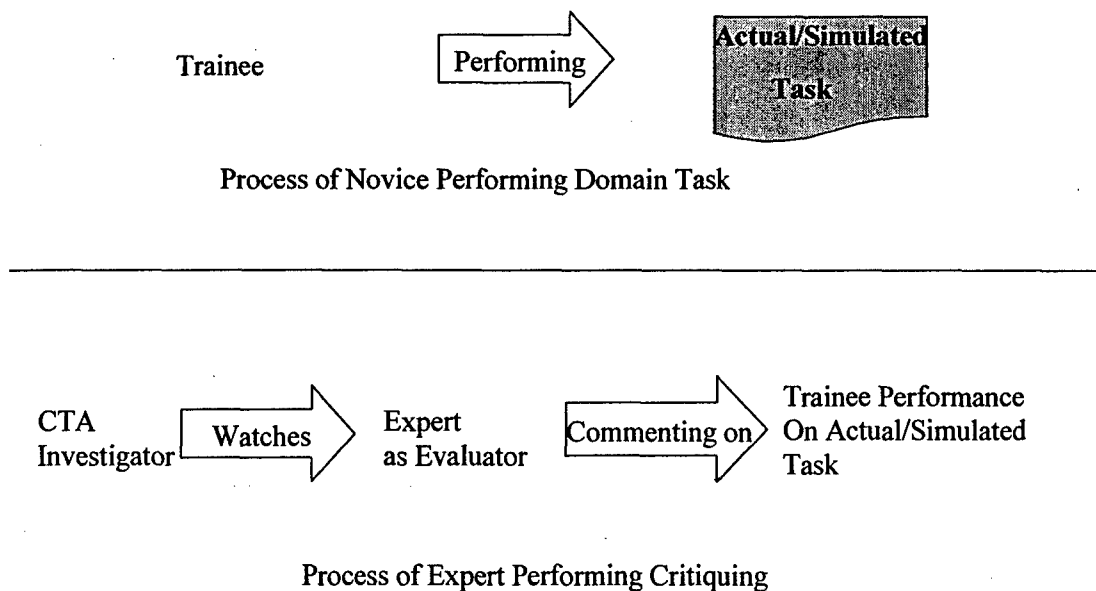 Trainee
Performing
Actual/Simulated
Task
Process of Novice Performing Domain Task
CTA
Investigator
Watches
Expert
as Evaluator
Commenting on
Trainee Performance
On Actual/Simulated
Task
Process of Expert Performing Critiquing